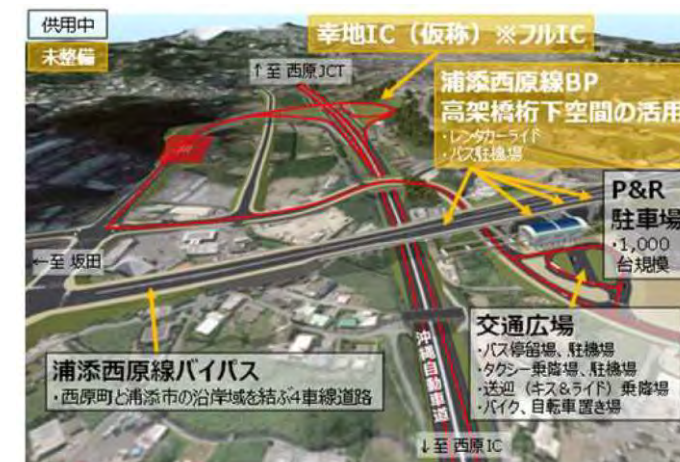 供用中
未整備
幸地IC（仮称）※フルIC
↑至 西原JCT
浦添西原線BP
高架橋桁下空間の活用
・レンタカーライド
・バス駐機場
P&R
駐車場
・1,000
台規模
←至 坂田
交通広場
・バス停留場、駐機場
・タクシー乗降場、駐機場
・送迎（キス&ライド）乗降場
・バイク、自転車置き場
浦添西原線バイパス
・西原町と浦添市の沿岸域を結ぶ4車線道路
沖縄自動車道
↓至 西原IC